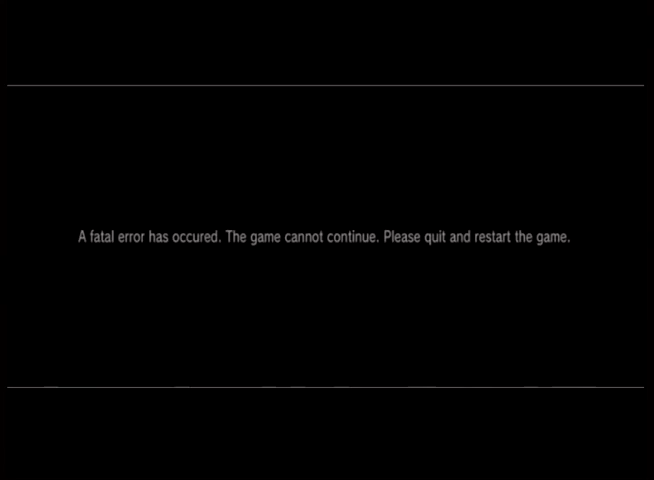 A fatal error has occured. The game cannot continue. Please quit and restart the game.